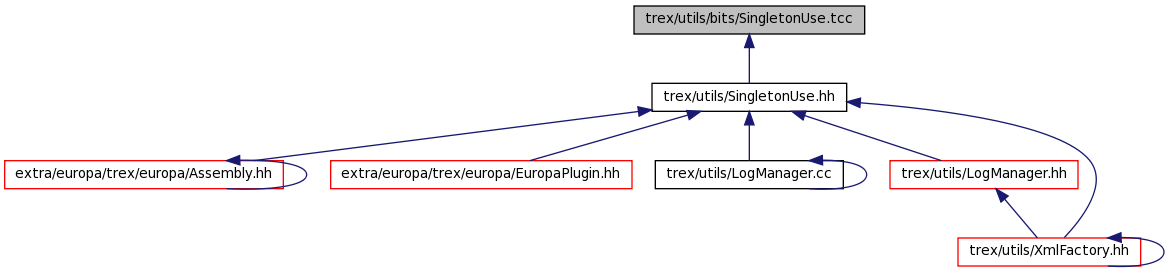 trex/utils/bits/SingletonUse.tcc
trex/utils/SingletonUse.hh
extra/europa/trex/europa/Assembly.hh
extra/europa/trex/europa/EuropaPlugin.hh
trex/utils/LogManager.cc
trex/utils/LogManager.hh
trex/utils/XmlFactory.hh